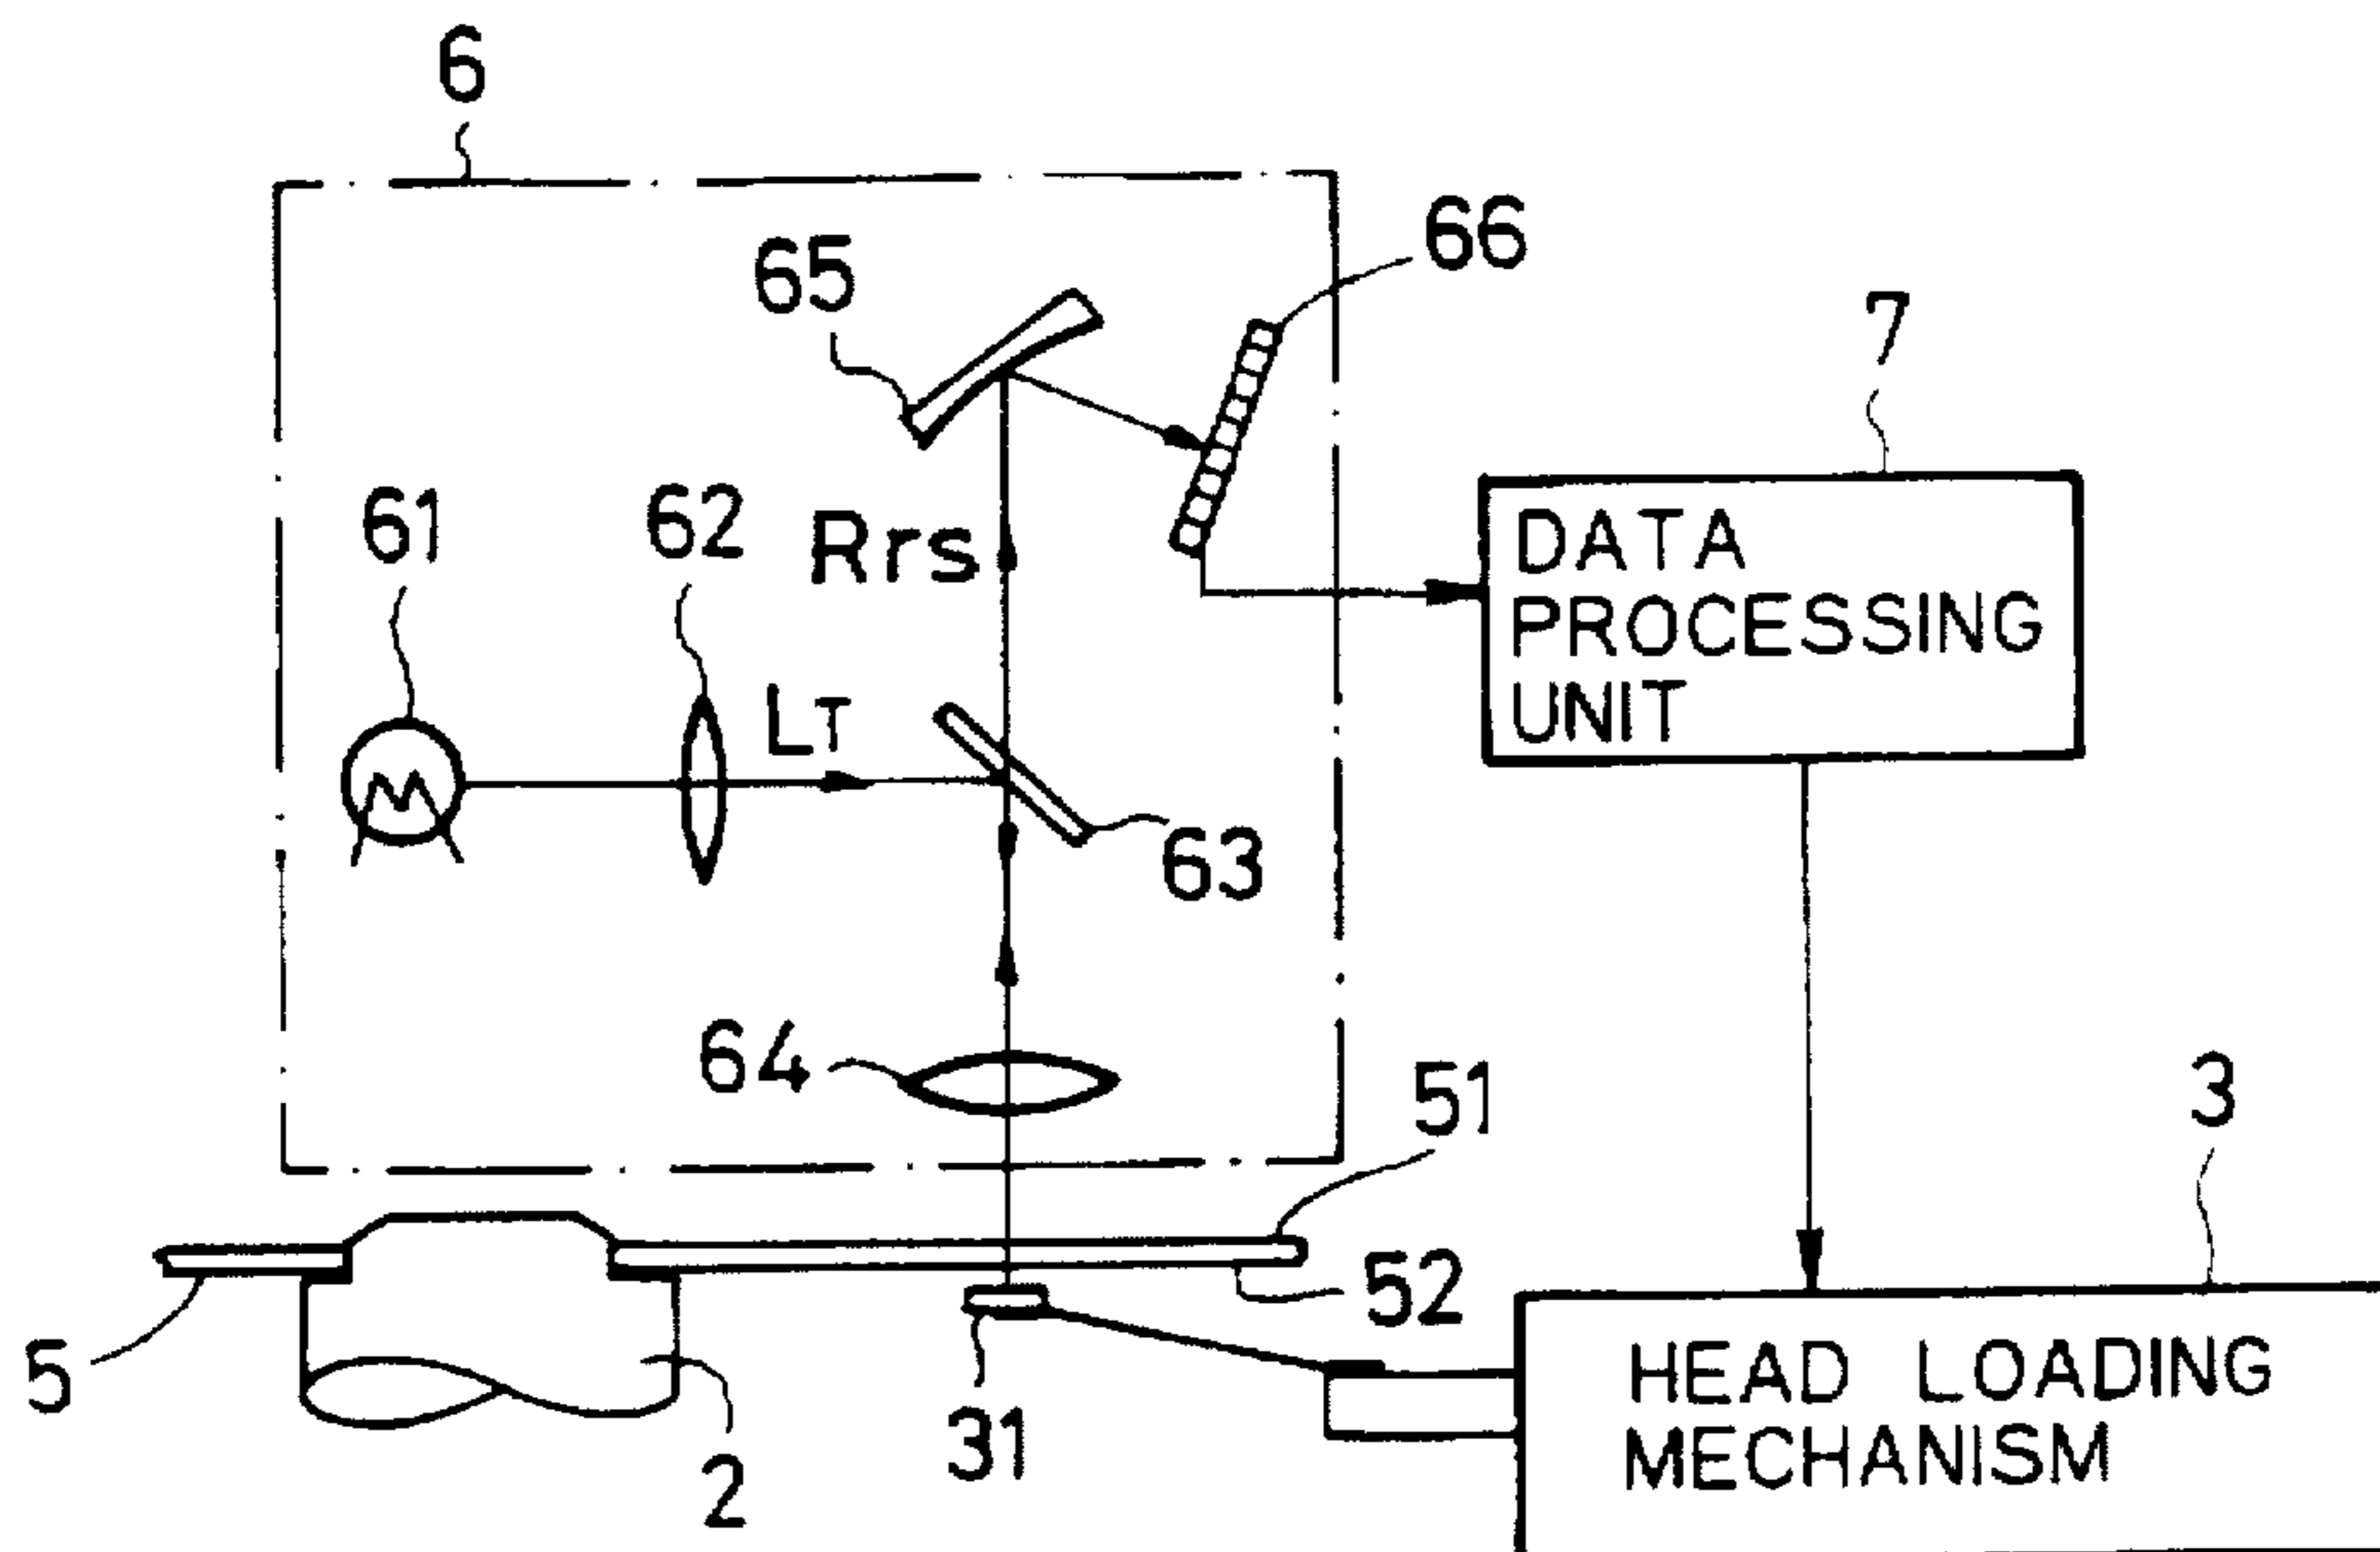 6
65
66
7
61
62
Rrs
DATA
PROCESSING
UNIT
LT
63
64
51
3
52
5
HEAD LOADING
MECHANISM
31
2